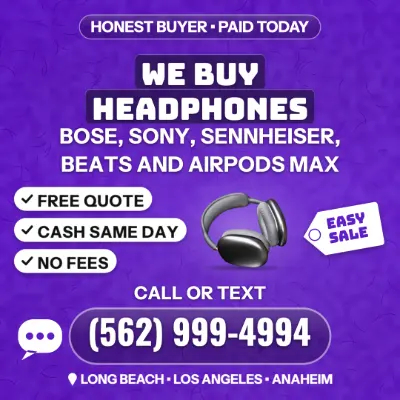 HONEST BUYER • PAID TODAY
WE BUY
HEADPHONES
BOSE, SONY, SENNHEISER,
BEATS AND AIRPODS MAX
FREE QUOTE
CASH SAME DAY
NO FEES
EASY
SALE
CALL OR TEXT
(562) 999-4994
LONG BEACH • LOS ANGELES • ANAHEIM